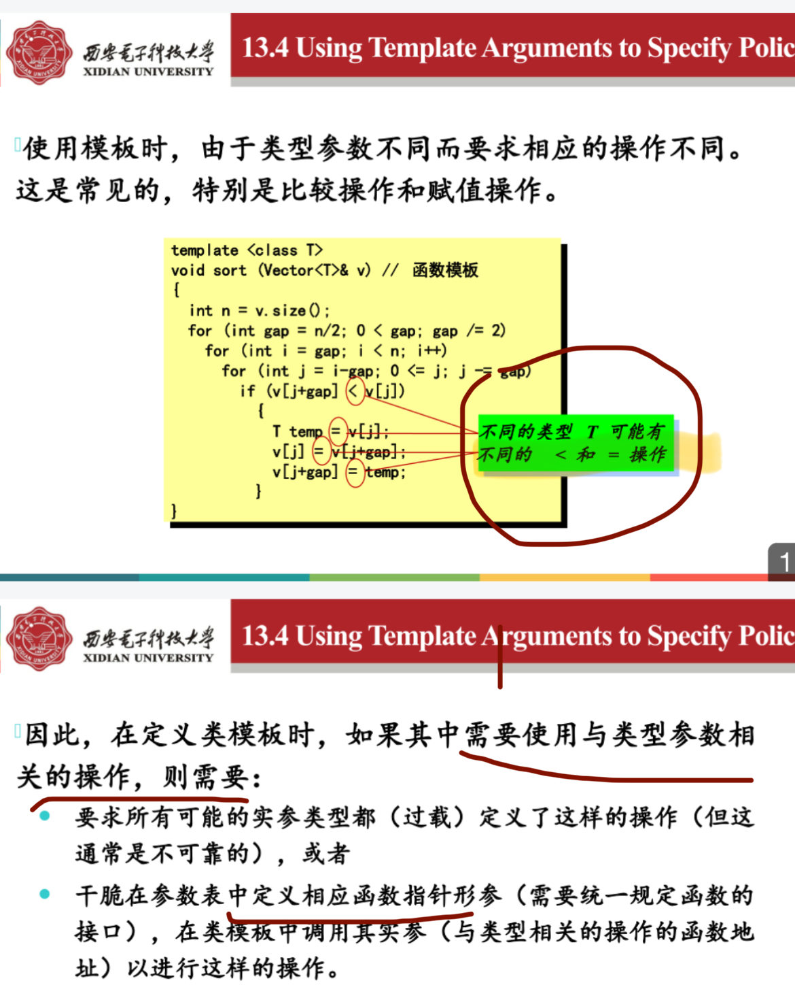 西安电子科技大学
XIDIAN UNIVERSITY
13.4 Using Template Arguments to Specify Polic
使用模板时，由于类型参数不同而要求相应的操作不同。
这是常见的，特别是比较操作和赋值操作。
template <class T>
void sort (Vector<T>& v) // 函数模板
{
int n = v.size();
for (int gap = n/2; 0 < gap; gap /= 2)
for (int i = gap; i < n; i++)
for (int j = i-gap; 0 <= j; j -= gap)
if (v[j+gap] < v[j])
{
T temp = v[j];
v[j] = v[j+gap];
v[j+gap] = temp;
}
}
不同的类型 T 可能有
不同的 < 和 = 操作
1
西安电子科技大学
XIDIAN UNIVERSITY
13.4 Using Template Arguments to Specify Polic
因此，在定义类模板时，如果其中需要使用与类型参数相
关的操作，则需要：
要求所有可能的实参类型都（过载）定义了这样的操作（但这
通常是不可靠的），或者
干脆在参数表中定义相应函数指针形参（需要统一规定函数的
接口），在类模板中调用其实参（与类型相关的操作的函数地
址）以进行这样的操作。